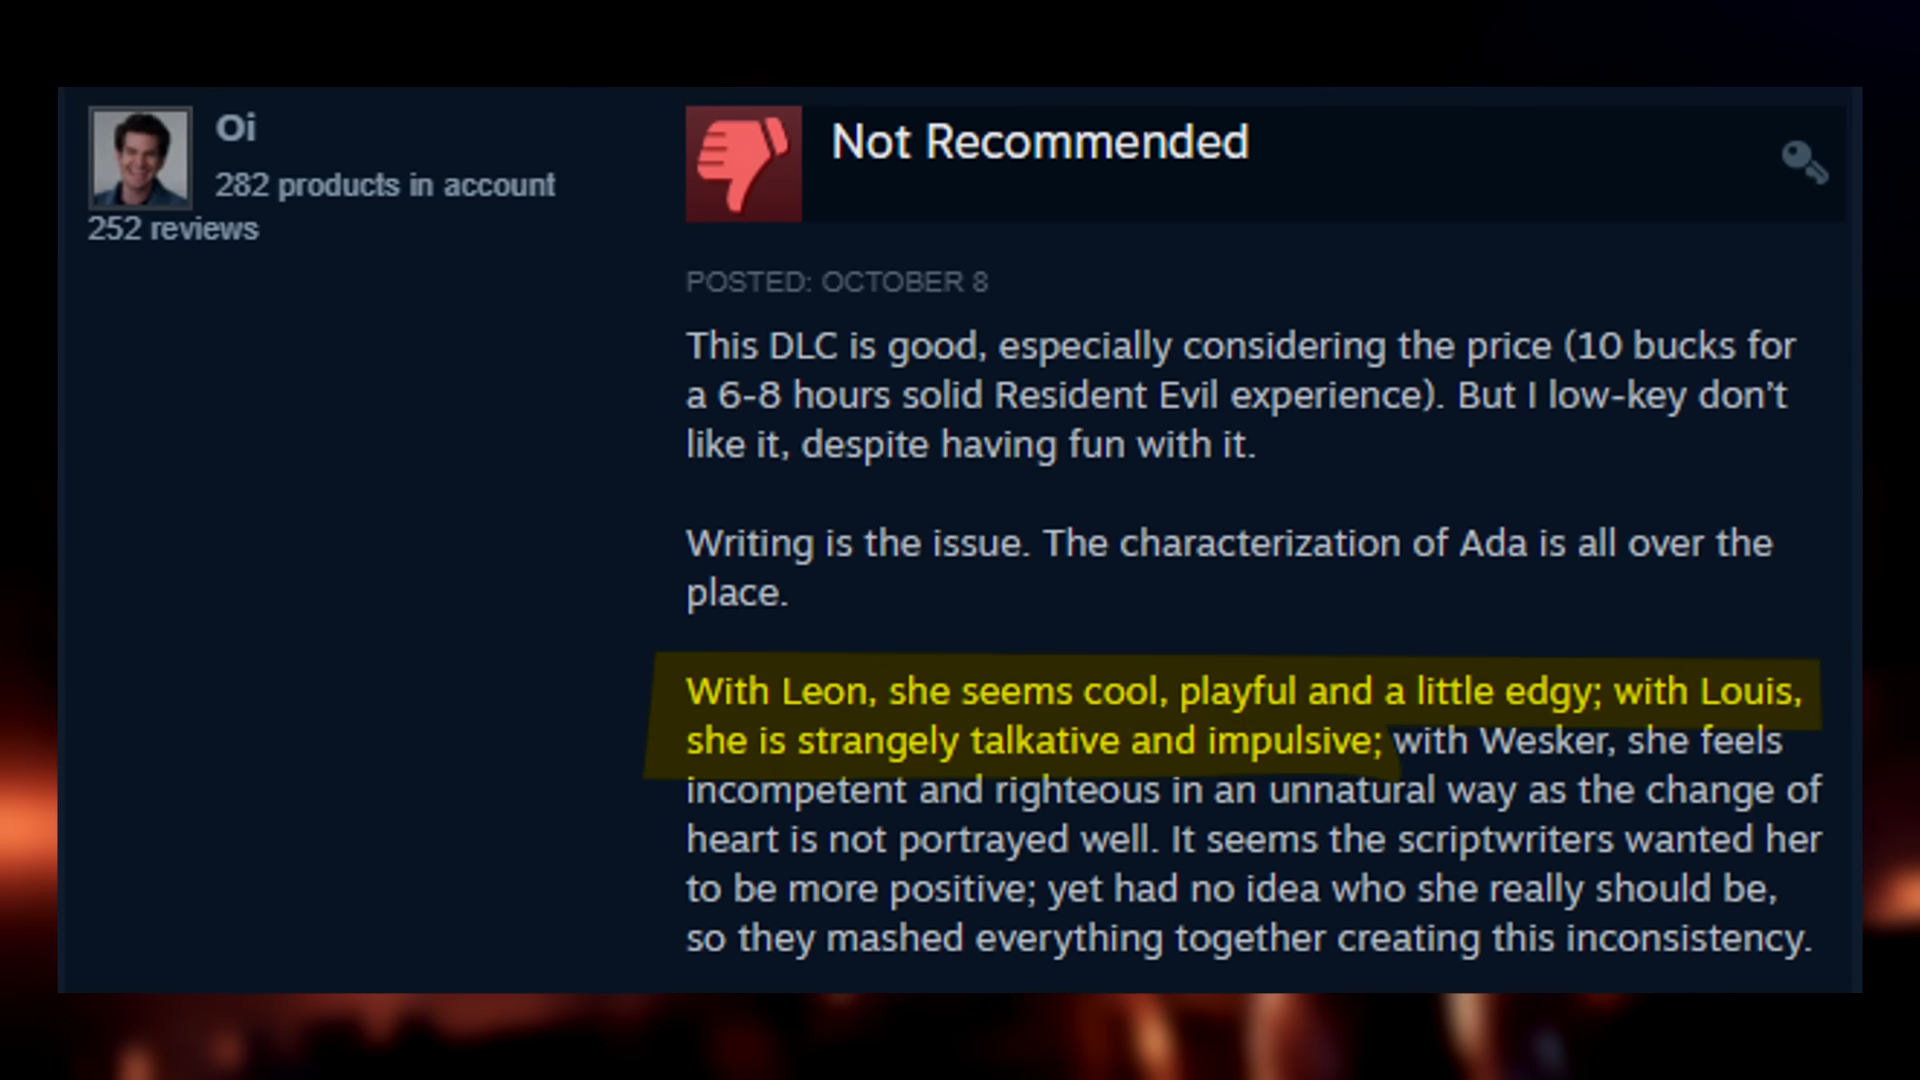 Oi
282 products in account
252 reviews
Not Recommended
POSTED: OCTOBER 8
This DLC is good, especially considering the price (10 bucks for
a 6-8 hours solid Resident Evil experience). But I low-key don't
like it, despite having fun with it.
Writing is the issue. The characterization of Ada is all over the
place.
With Leon, she seems cool, playful and a little edgy; with Louis,
she is strangely talkative and impulsive; with Wesker, she feels
incompetent and righteous in an unnatural way as the change of
heart is not portrayed well. It seems the scriptwriters wanted her
to be more positive; yet had no idea who she really should be,
so they mashed everything together creating this inconsistency.